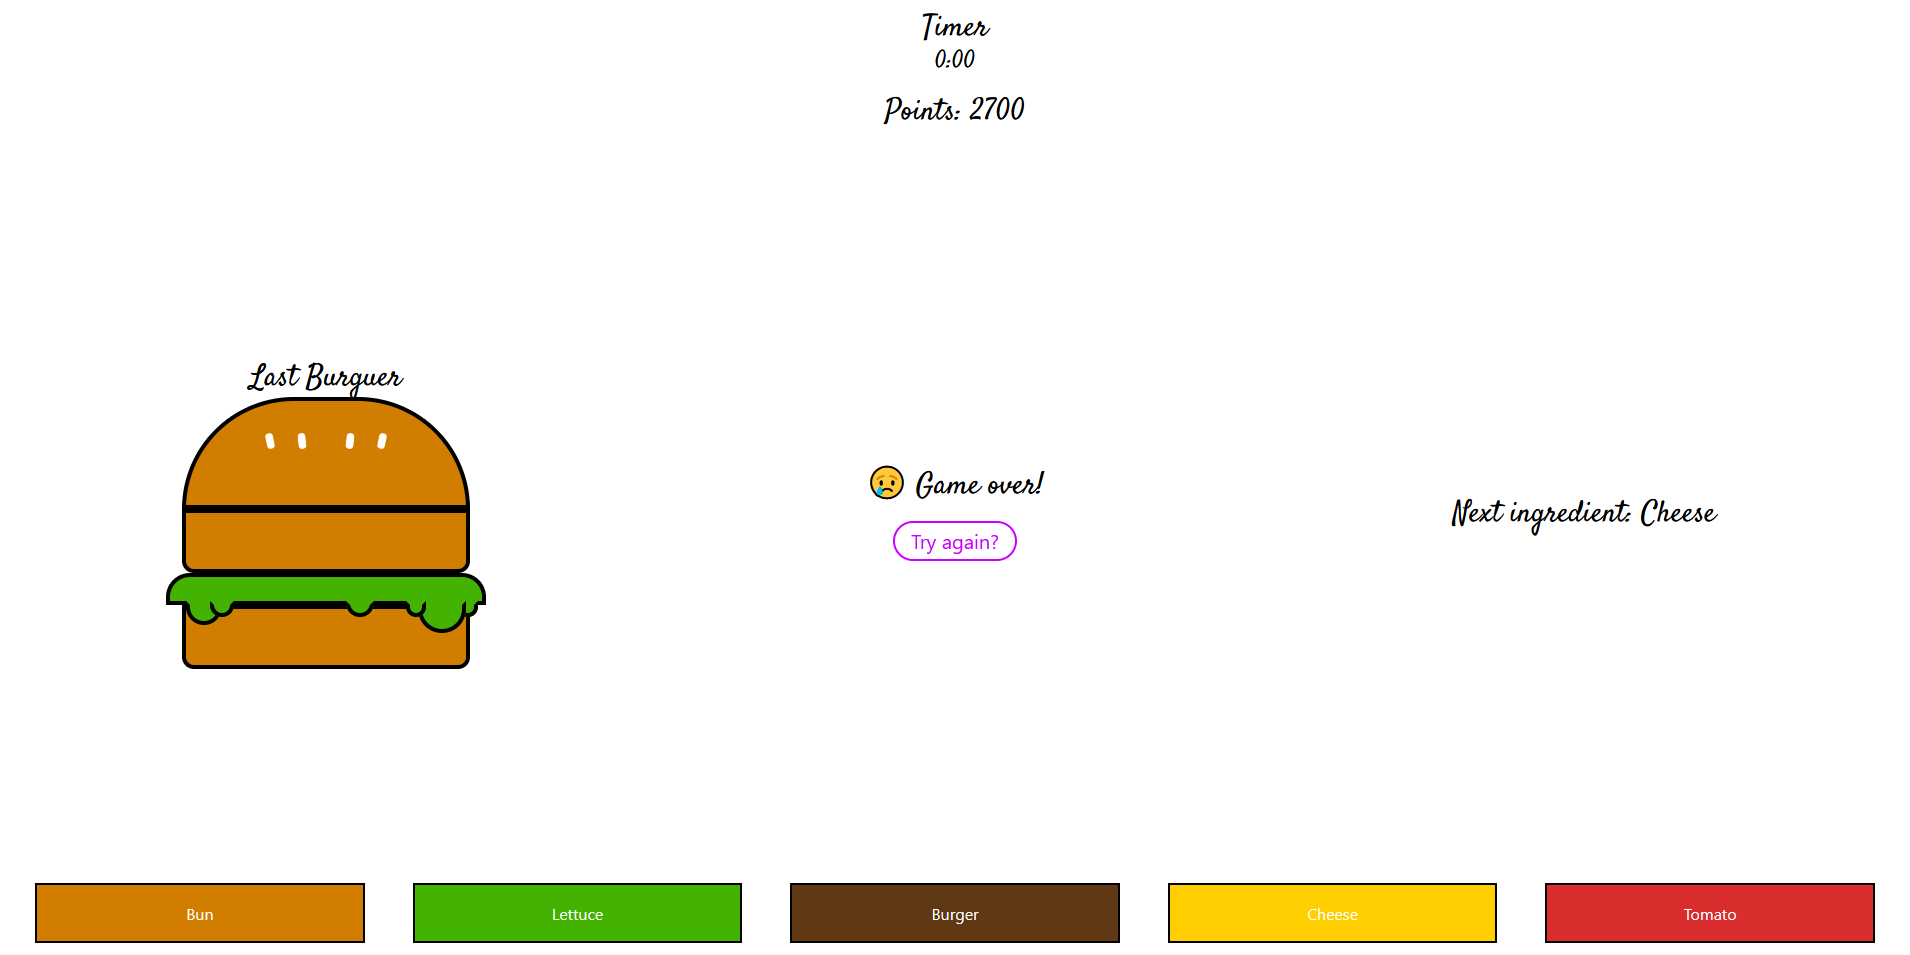 Timer
0:00
Points: 2700
Last Burguer
😢 Game over!
Try again?
Next ingredient: Cheese
Bun
Lettuce
Burger
Cheese
Tomato